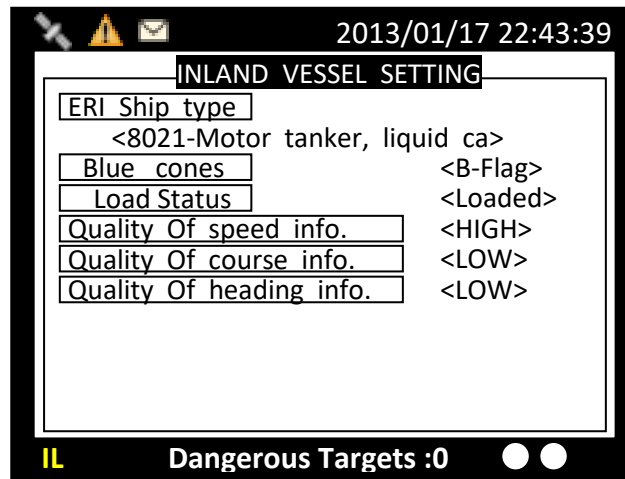 2013/01/17 22:43:39
INLAND VESSEL SETTING
ERI Ship type
<8021-Motor tanker, liquid ca>
Blue cones <B-Flag>
Load Status <Loaded>
Quality Of speed info. <HIGH>
Quality Of course info. <LOW>
Quality Of heading info. <LOW>
IL Dangerous Targets :0